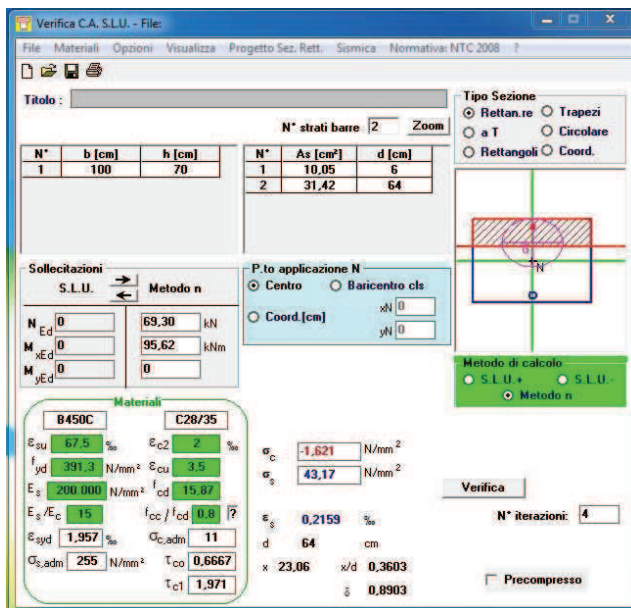 Verifica C.A. S.L.U. - File:
File Materiali Opzioni Visualizza Progetto Sez. Rett. Sismica Normativa: NTC 2008 ?
Titolo :
N° strati barre 2 Zoom
N° b [cm] h [cm]
1 100 70
N° As [cm²] d [cm]
1 10,05 6
2 31,42 64
Tipo Sezione
Rettan.re Trapezi
a T Circolare
Rettangoli Coord.
N
Sollecitazioni
S.L.U. Metodo n
N Ed 0 69,30 kN
M xEd 0 95,62 kNm
M yEd 0 0
P.to applicazione N
Centro Baricentro cls
Coord.[cm] xN 0
yN 0
Metodo di calcolo
S.L.U.+ S.L.U.-
Metodo n
Materiali
B450C C28/35
εsu 67,5 ‰ εc2 2 ‰
fyd 391,3 N/mm² εcu 3,5
Es 200.000 N/mm² fcd 15,87
Es/Ec 15 fcc / fcd 0,8 ?
εsyd 1,957 ‰ σc,adm 11
σs,adm 255 N/mm² τco 0,6667
τc1 1,971
σc -1,621 N/mm²
σs 43,17 N/mm²
εs 0,2159 ‰
d 64 cm
x 23,06 x/d 0,3603
δ 0,8903
Verifica
N° iterazioni: 4
Precompresso